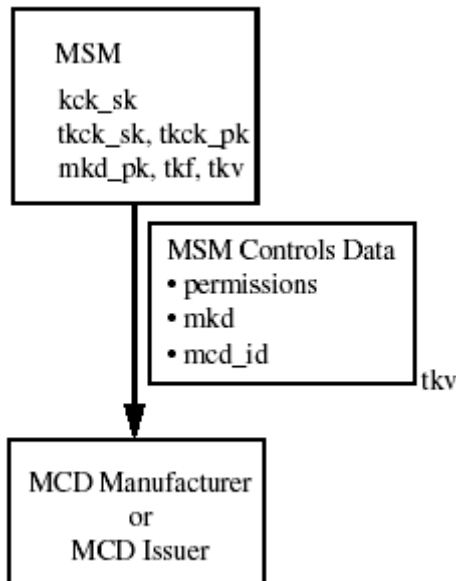 MSM
kck_sk
tkck_sk, tkck_pk
mkd_pk, tkf, tkv
MSM Controls Data
• permissions
• mkd
• mcd_id
tkv
MCD Manufacturer
or
MCD Issuer